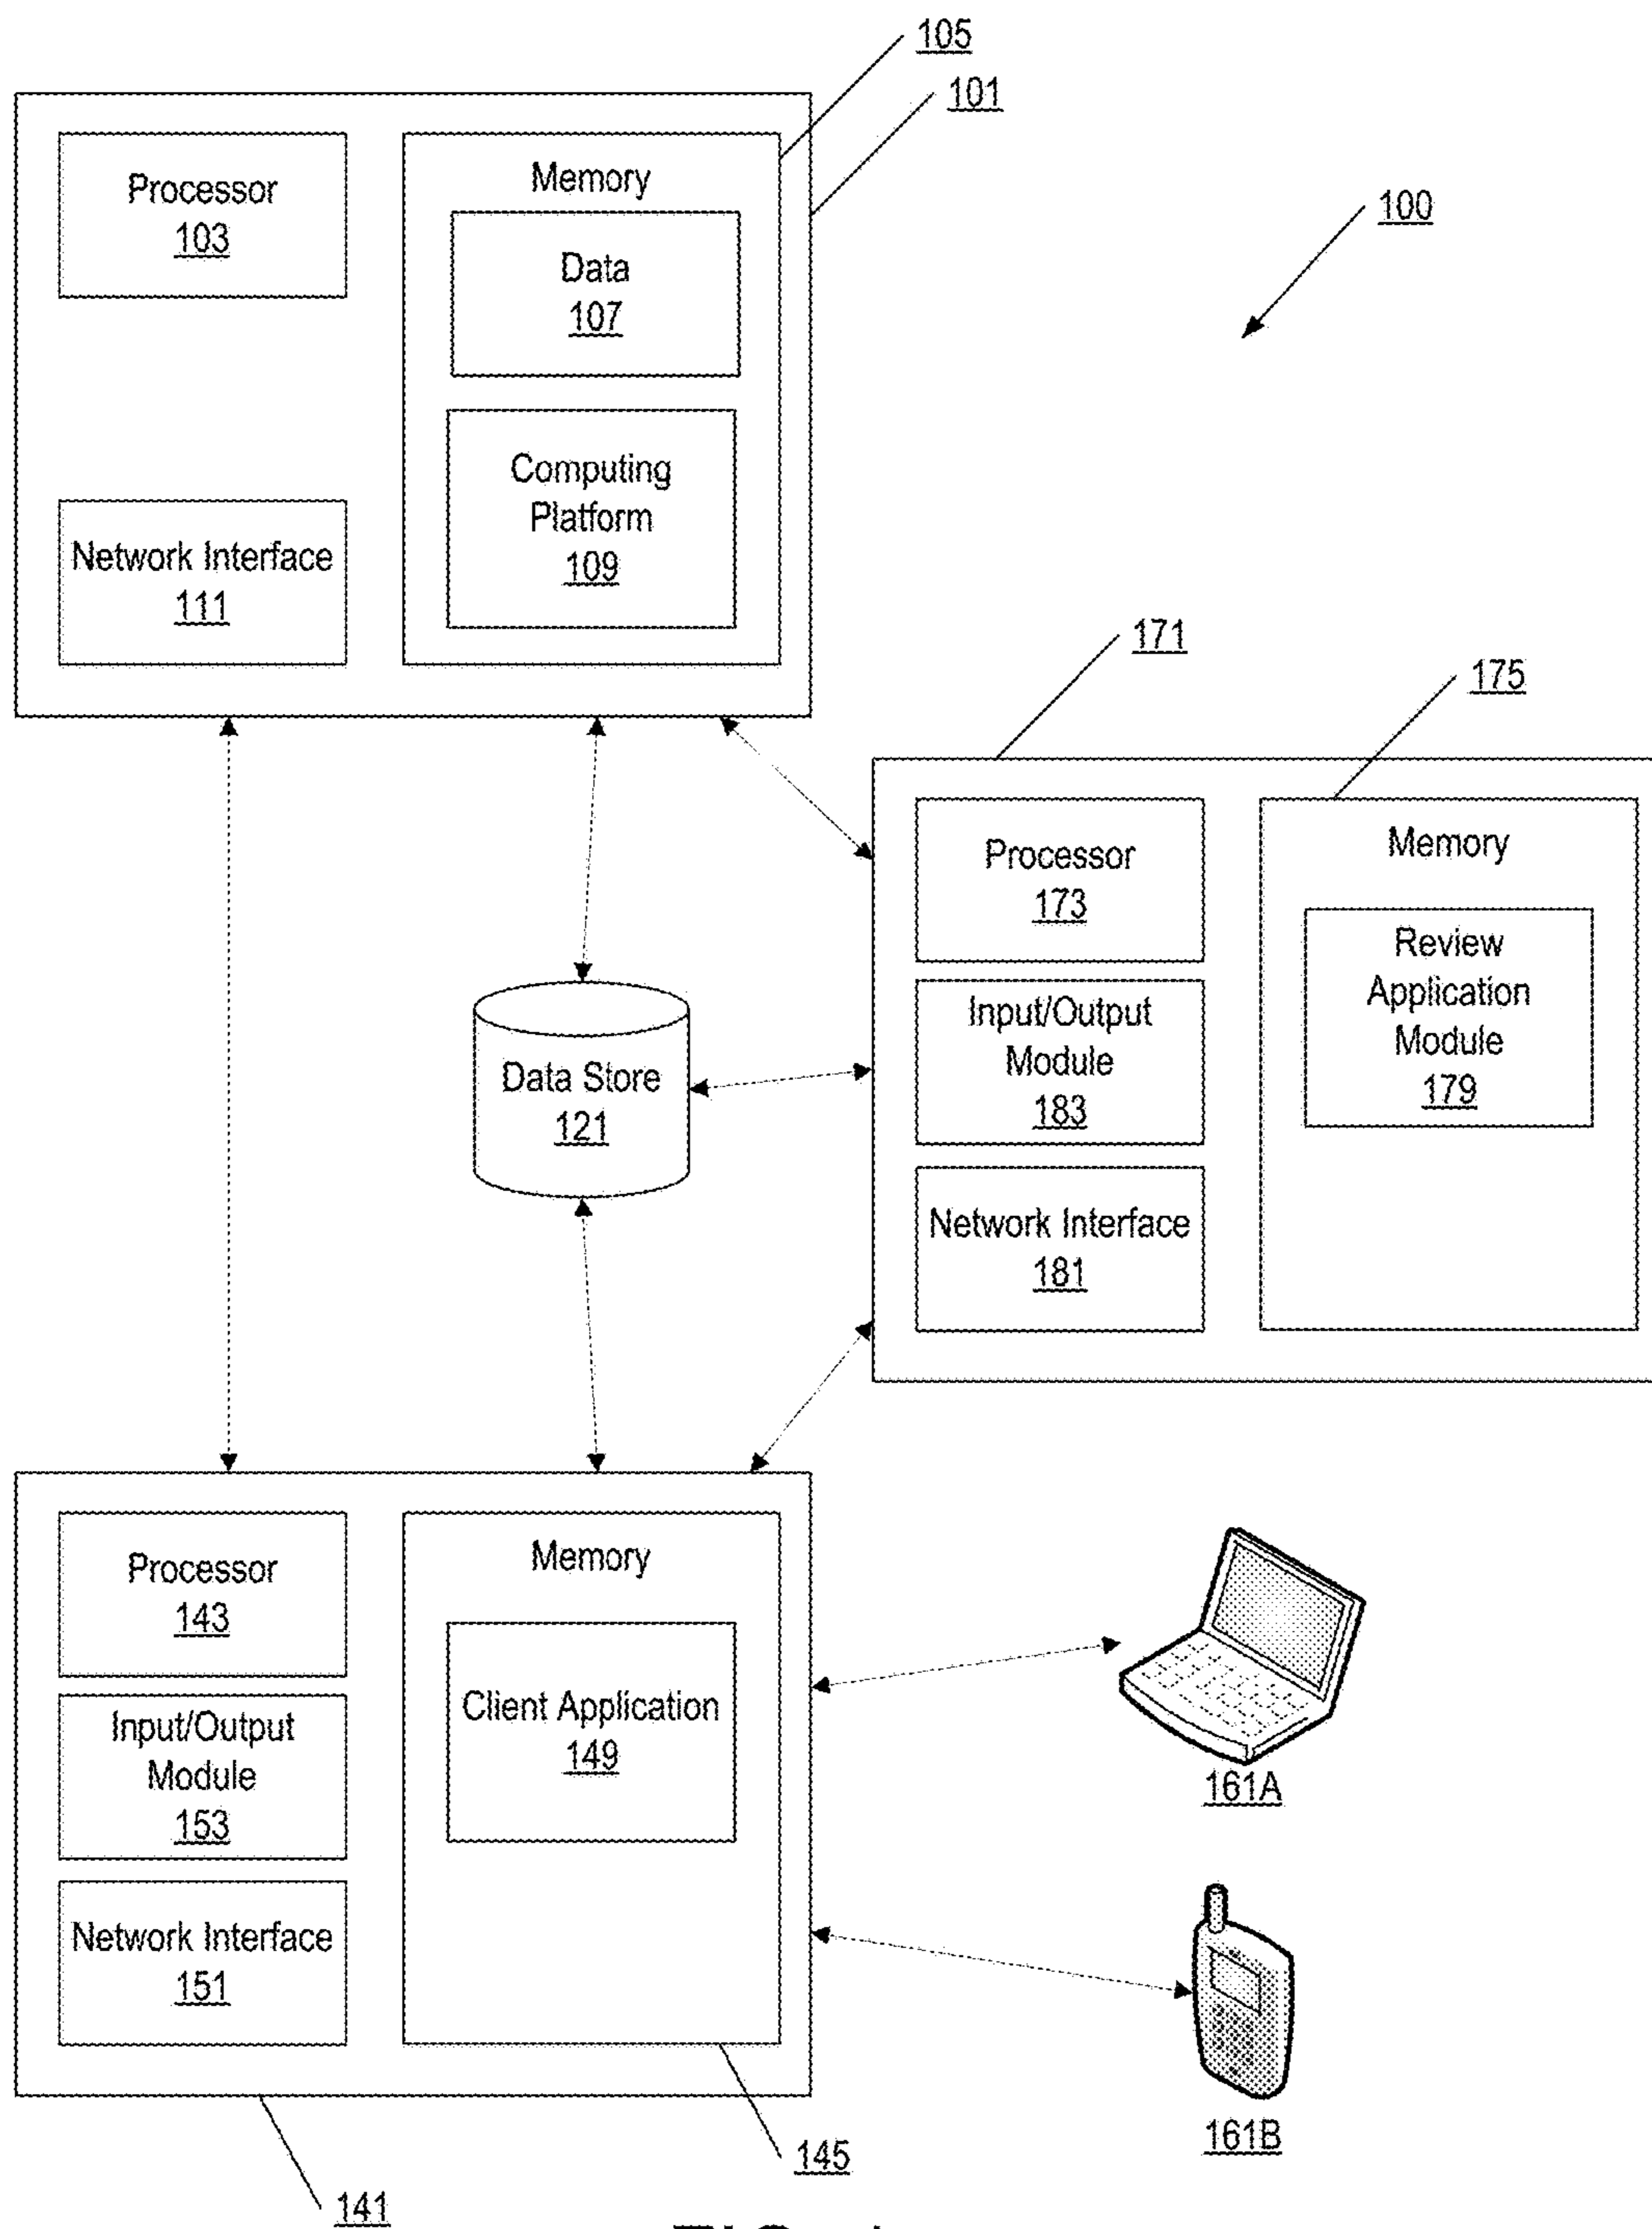 105
101
100
Processor
103
Memory
Data
107
Computing
Platform
109
Network Interface
111
171
175
Processor
173
Memory
Review
Application
Module
179
Input/Output
Module
183
Data Store
121
Network Interface
181
Processor
143
Memory
Client Application
149
Input/Output
Module
153
161A
Network Interface
151
161B
145
141